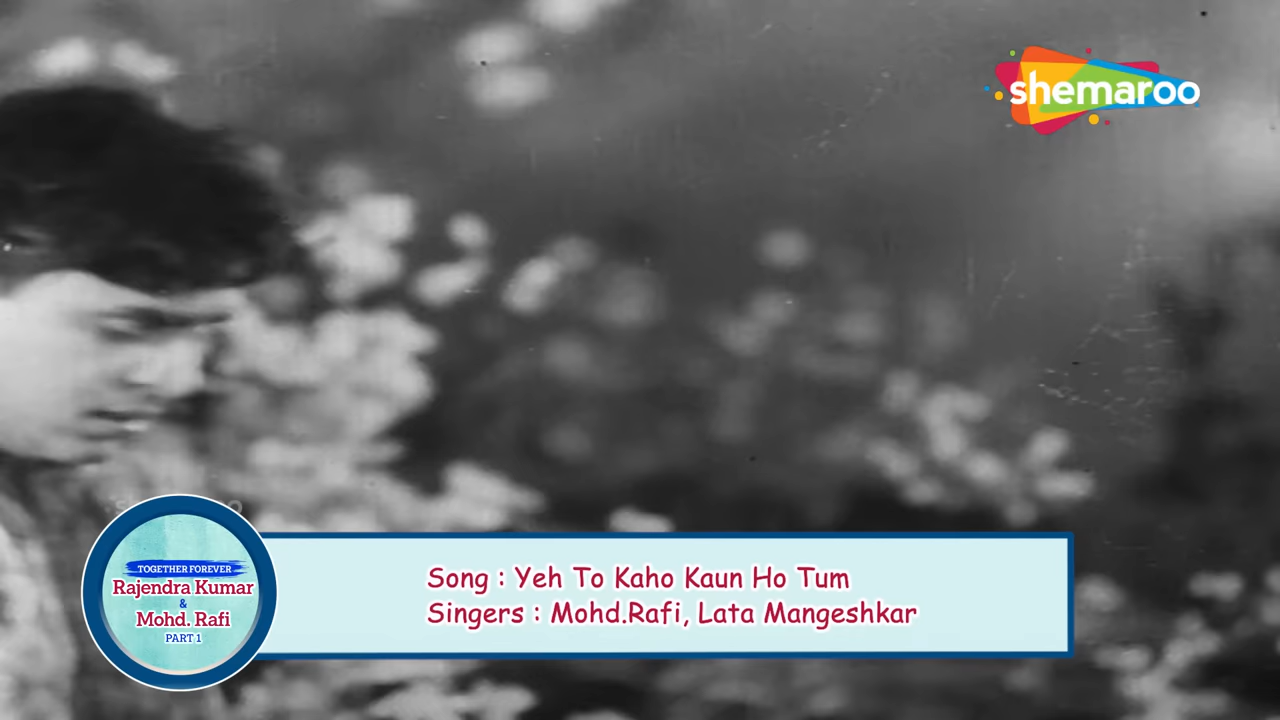 shemaroo
Song : Yeh To Kaho Kaun Ho Tum
Singers : Mohd.Rafi, Lata Mangeshkar
TOGETHER FOREVER
Rajendra Kumar
&
Mohd. Rafi
PART 1